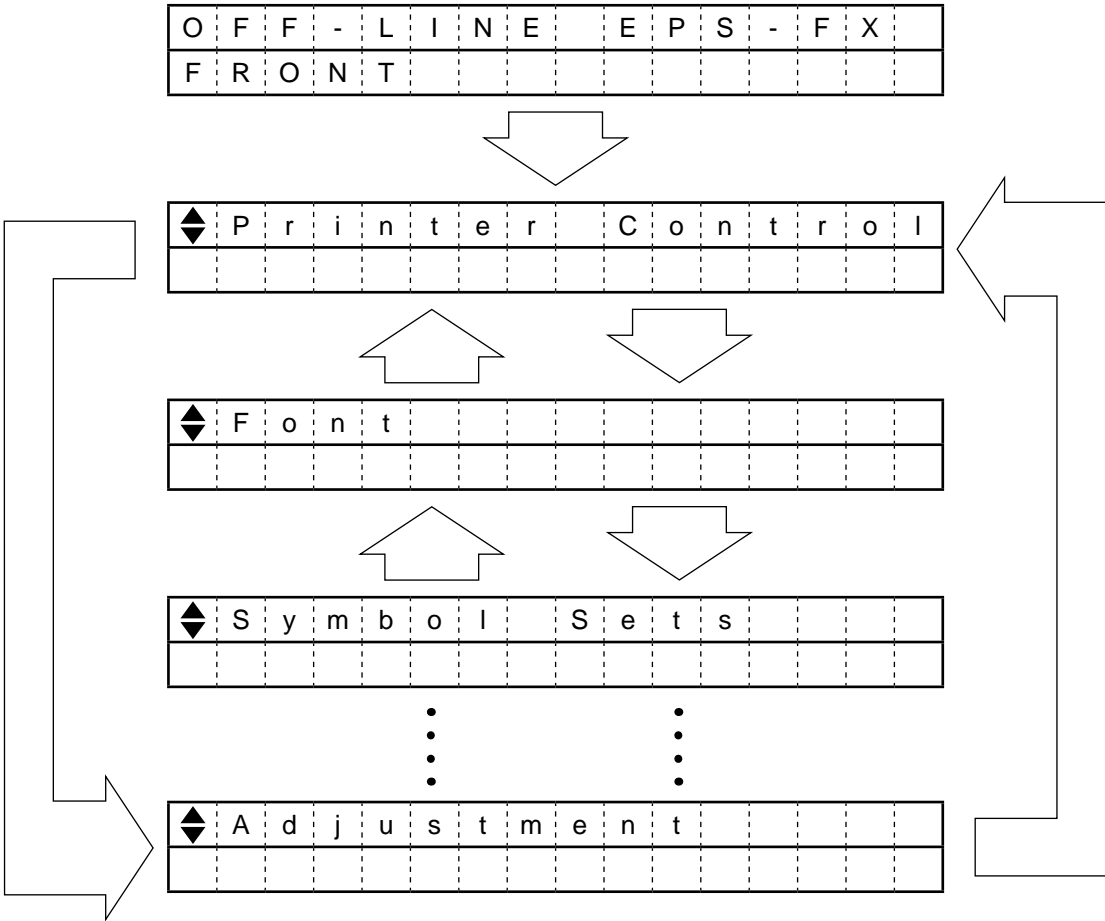 OFF-LINE EPS-FX
FRONT
Printer Control
Font
Symbol Sets
Adjustment